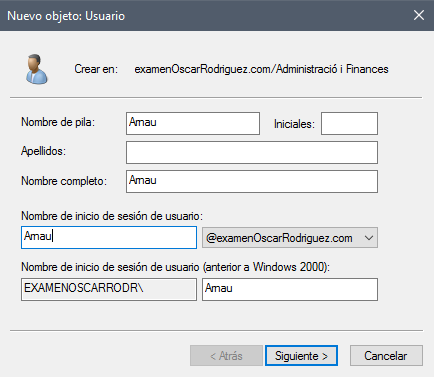 Nuevo objeto: Usuario
Crear en: examenOscarRodriguez.com/Administració i Finances
Nombre de pila: Arnau Iniciales:
Apellidos:
Nombre completo: Arnau
Nombre de inicio de sesión de usuario:
Arnau @examenOscarRodriguez.com
Nombre de inicio de sesión de usuario (anterior a Windows 2000):
EXAMENOSCARRODR\ Arnau
< Atrás Siguiente > Cancelar